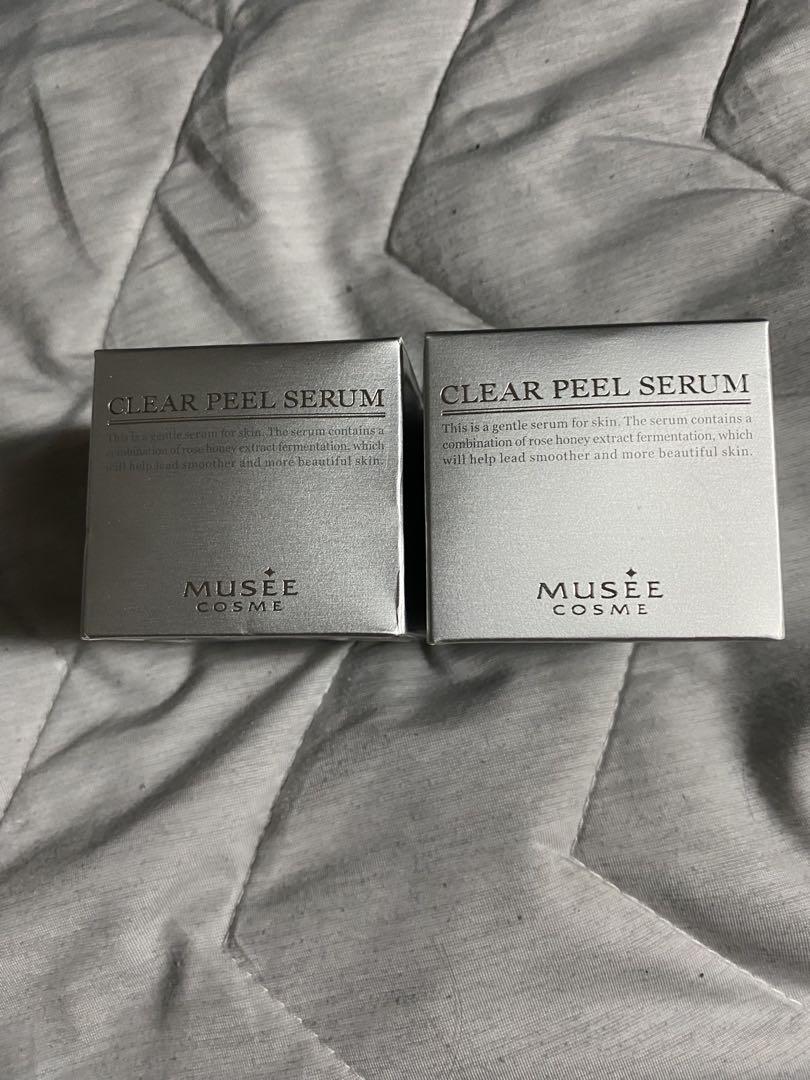 CLEAR PEEL SERUM
This is a gentle serum for skin. The serum contains a
combination of rose honey extract fermentation, which
will help lead smoother and more beautiful skin.
MUSÉE
COSME
CLEAR PEEL SERUM
This is a gentle serum for skin. The serum contains a
combination of rose honey extract fermentation, which
will help lead smoother and more beautiful skin.
MUSÉE
COSME